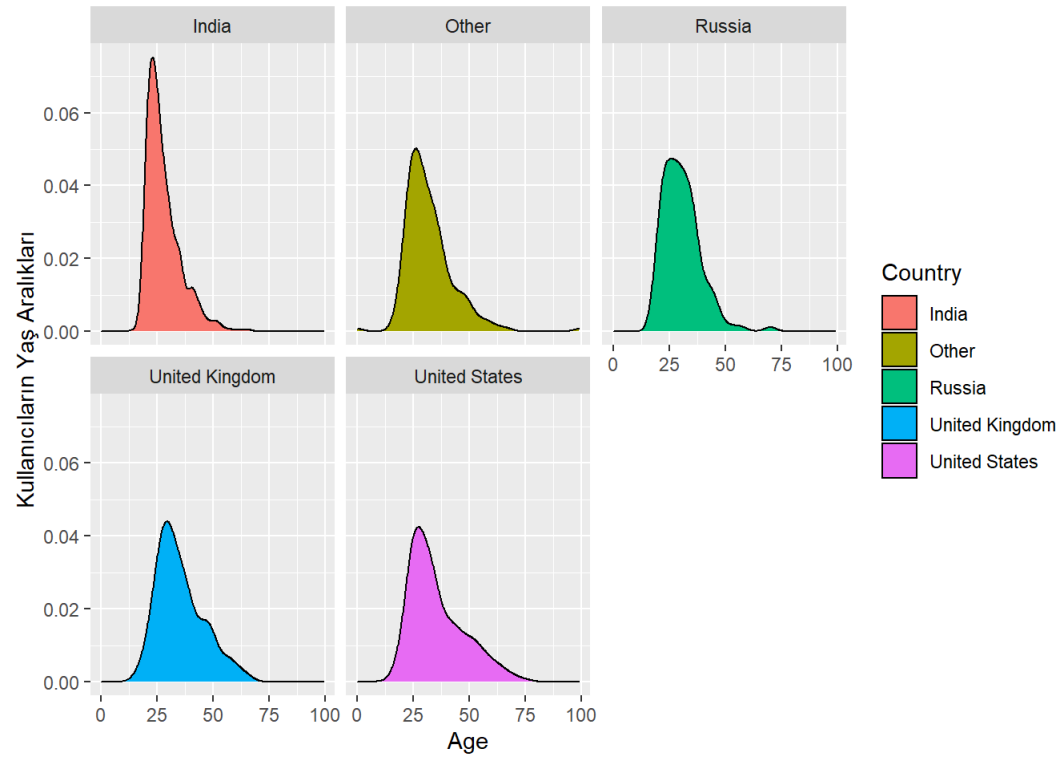 India
Other
Russia
0.06
0.04
0.02
0.00
0 25 50 75 100
United Kingdom
United States
0.06
0.04
0.02
0.00
0 25 50 75 100
0 25 50 75 100
Age
Kullanıcıların Yaş Aralıkları
Country
India
Other
Russia
United Kingdom
United States